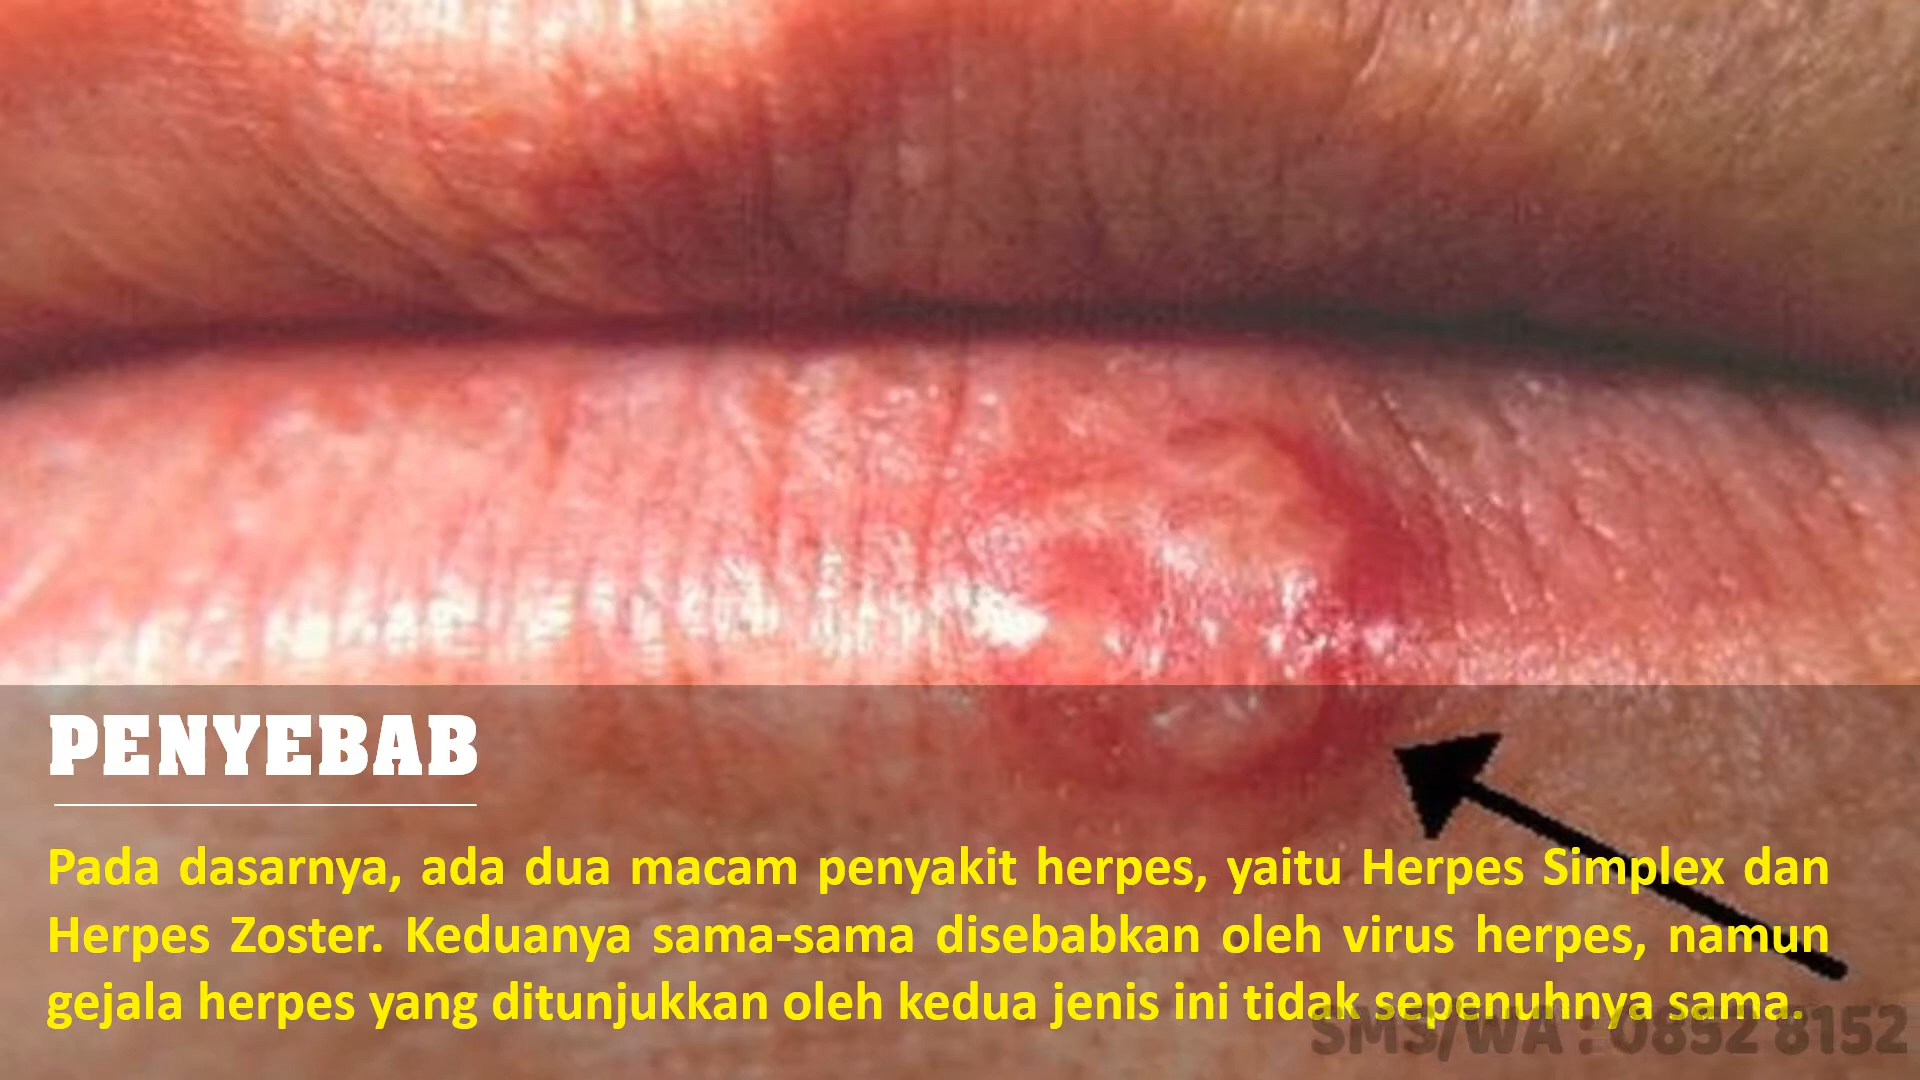 PENYEBAB
Pada dasarnya, ada dua macam penyakit herpes, yaitu Herpes Simplex dan
Herpes Zoster. Keduanya sama-sama disebabkan oleh virus herpes, namun
gejala herpes yang ditunjukkan oleh kedua jenis ini tidak sepenuhnya sama.
SMS/WA : 0852 8152